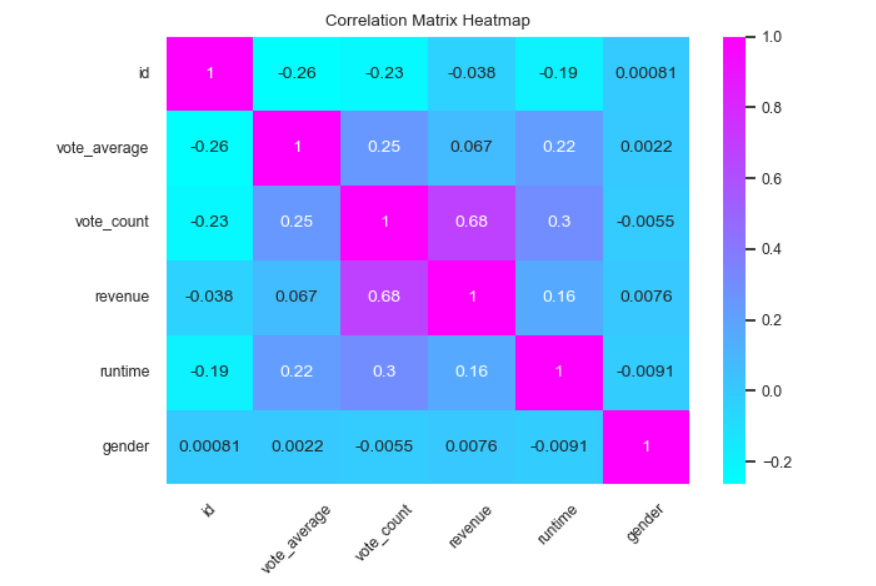 Correlation Matrix Heatmap
id 1 -0.26 -0.23 -0.038 -0.19 0.00081
vote_average -0.26 1 0.25 0.067 0.22 0.0022
vote_count -0.23 0.25 1 0.68 0.3 -0.0055
revenue -0.038 0.067 0.68 1 0.16 0.0076
runtime -0.19 0.22 0.3 0.16 1 -0.0091
gender 0.00081 0.0022 -0.0055 0.0076 -0.0091 1
id vote_average vote_count revenue runtime gender
1.0
0.8
0.6
0.4
0.2
0.0
−0.2